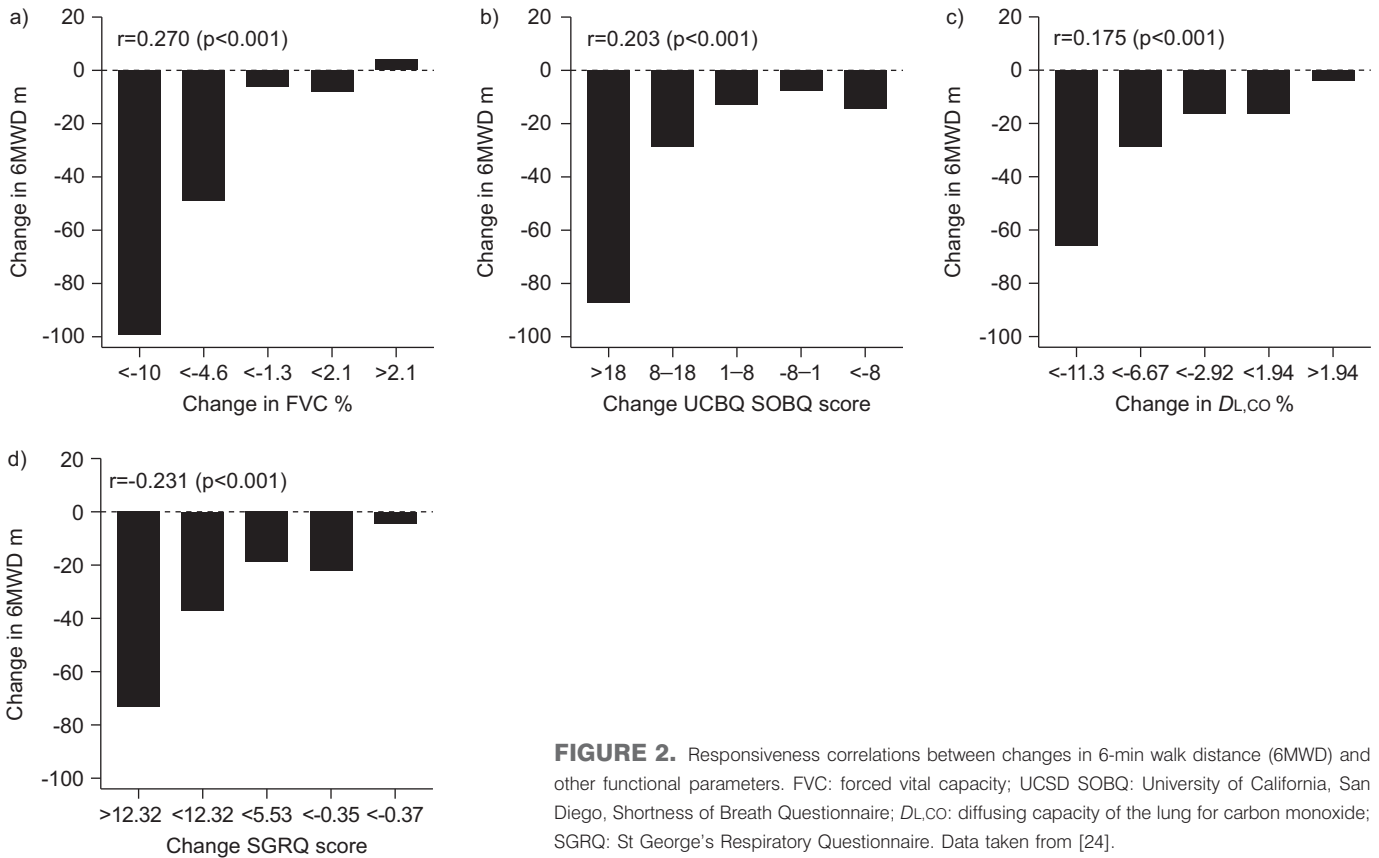 a)
r=0.270 (p<0.001)
20
0
-20
-40
-60
-80
-100
Change in 6MWD m
<-10 <-4.6 <-1.3 <2.1 >2.1
Change in FVC %
b)
r=0.203 (p<0.001)
20
0
-20
-40
-60
-80
-100
Change in 6MWD m
>18 8–18 1–8 -8–1 <-8
Change UCBQ SOBQ score
c)
r=0.175 (p<0.001)
20
0
-20
-40
-60
-80
-100
Change in 6MWD m
<-11.3 <-6.67 <-2.92 <1.94 >1.94
Change in DL,CO %
d)
r=-0.231 (p<0.001)
20
0
-20
-40
-60
-80
-100
Change in 6MWD m
>12.32 <12.32 <5.53 <-0.35 <-0.37
Change SGRQ score
FIGURE 2. Responsiveness correlations between changes in 6-min walk distance (6MWD) and
other functional parameters. FVC: forced vital capacity; UCSD SOBQ: University of California, San
Diego, Shortness of Breath Questionnaire; DL,CO: diffusing capacity of the lung for carbon monoxide;
SGRQ: St George's Respiratory Questionnaire. Data taken from [24].